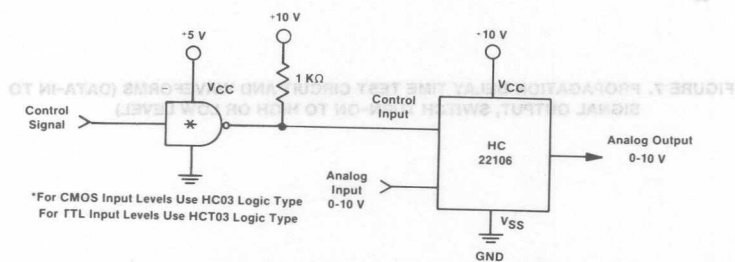 +10 V
+5 V
-10 V
1 KΩ
VCC
VCC
FIGURE 7. PROPAGATION DELAY TIME TEST CIRCUIT AND WAVEFORMS (DATA-IN TO
SIGNAL OUTPUT, SWITCH TURN-ON TO HIGH OR LOW LEVEL)
Control
Signal
*
Control
Input
HC
22106
Analog Output
0-10 V
Analog
Input
0-10 V
*For CMOS Input Levels Use HC03 Logic Type
For TTL Input Levels Use HCT03 Logic Type
VSS
GND